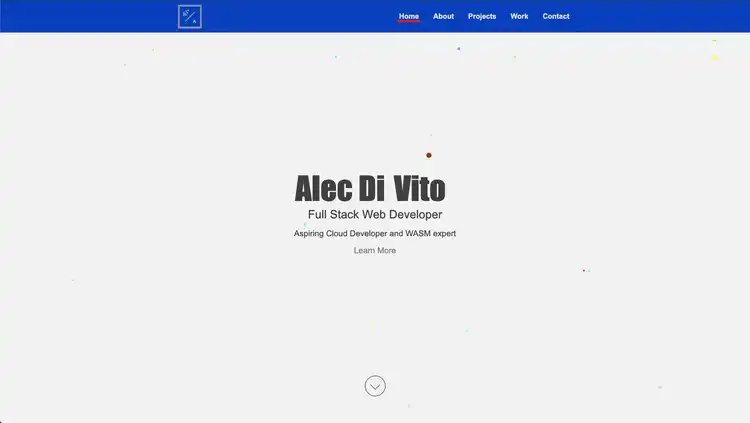 Home About Projects Work Contact
Alec Di Vito
Full Stack Web Developer
Aspiring Cloud Developer and WASM expert
Learn More